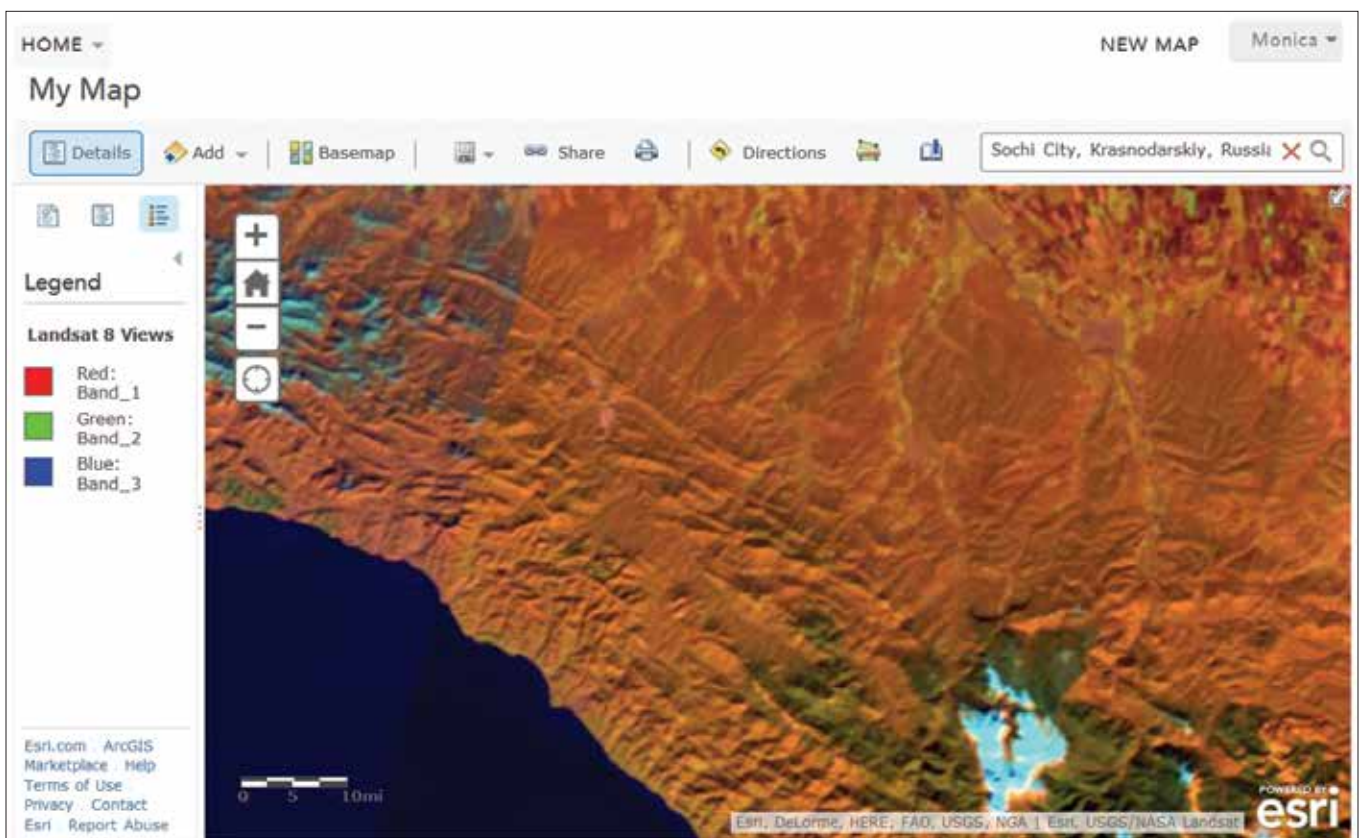 HOME
NEW MAP
Monica
My Map
Details
Add
Basemap
Share
Directions
Sochi City, Krasnodarskiy, Russia
Legend
Landsat 8 Views
Red:
Band_1
Green:
Band_2
Blue:
Band_3
Esri.com ArcGIS
Marketplace Help
Terms of Use
Privacy Contact
Esri Report Abuse
0 5 10mi
Esri, DeLorme, HERE, FAO, USGS, NGA | Esri, USGS/NASA Landsat
POWERED BY
esri